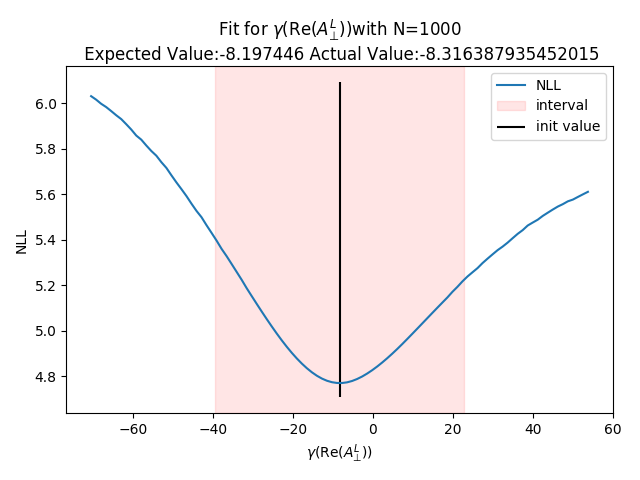 Fit for γ(Re(A_⊥^L))with N=1000
Expected Value:-8.197446 Actual Value:-8.316387935452015
NLL
interval
init value
6.0
5.8
5.6
5.4
5.2
5.0
4.8
NLL
−60 −40 −20 0 20 40 60
γ(Re(A_⊥^L))